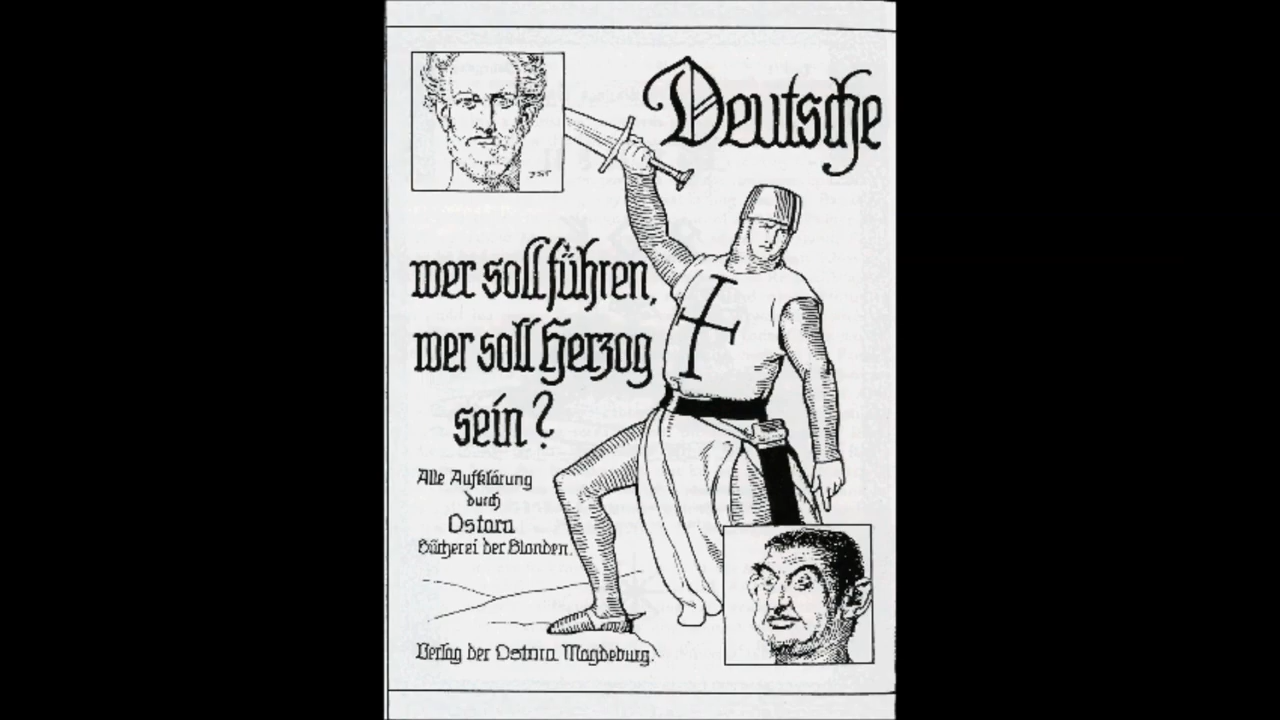 Deutsche
wer soll führen,
wer soll Herzog
sein?
Alle Aufklärung
durch
Ostara
Bücherei der Blonden.
Verlag der Ostara Magdeburg.